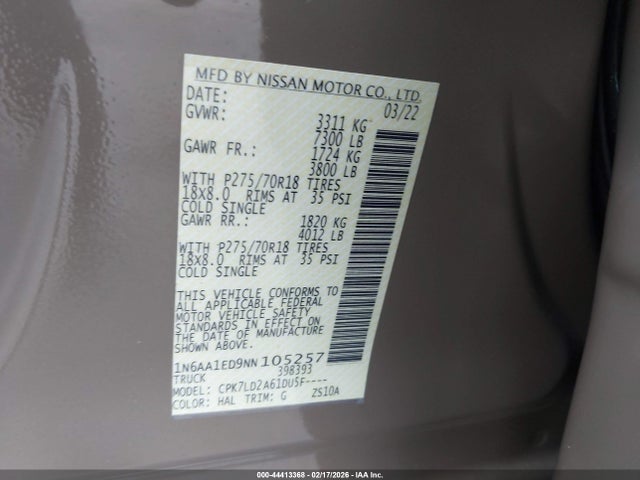 MFD BY NISSAN MOTOR CO., LTD.
DATE: 03/22
GVWR: 3311 KG
7300 LB
GAWR FR.: 1724 KG
3800 LB
WITH P275/70R18 TIRES
18x8.0 RIMS AT 35 PSI
COLD SINGLE
GAWR RR.: 1820 KG
4012 LB
WITH P275/70R18 TIRES
18x8.0 RIMS AT 35 PSI
COLD SINGLE
THIS VEHICLE CONFORMS TO
ALL APPLICABLE FEDERAL
MOTOR VEHICLE SAFETY
STANDARDS IN EFFECT ON
THE DATE OF MANUFACTURE
SHOWN ABOVE.
1N6AA1ED9NN105257
TRUCK 398393
MODEL: CPK7LD2A61DU5F----
COLOR: HAL TRIM: G ZS10A
000-44413368 - 02/17/2026 - IAA Inc.